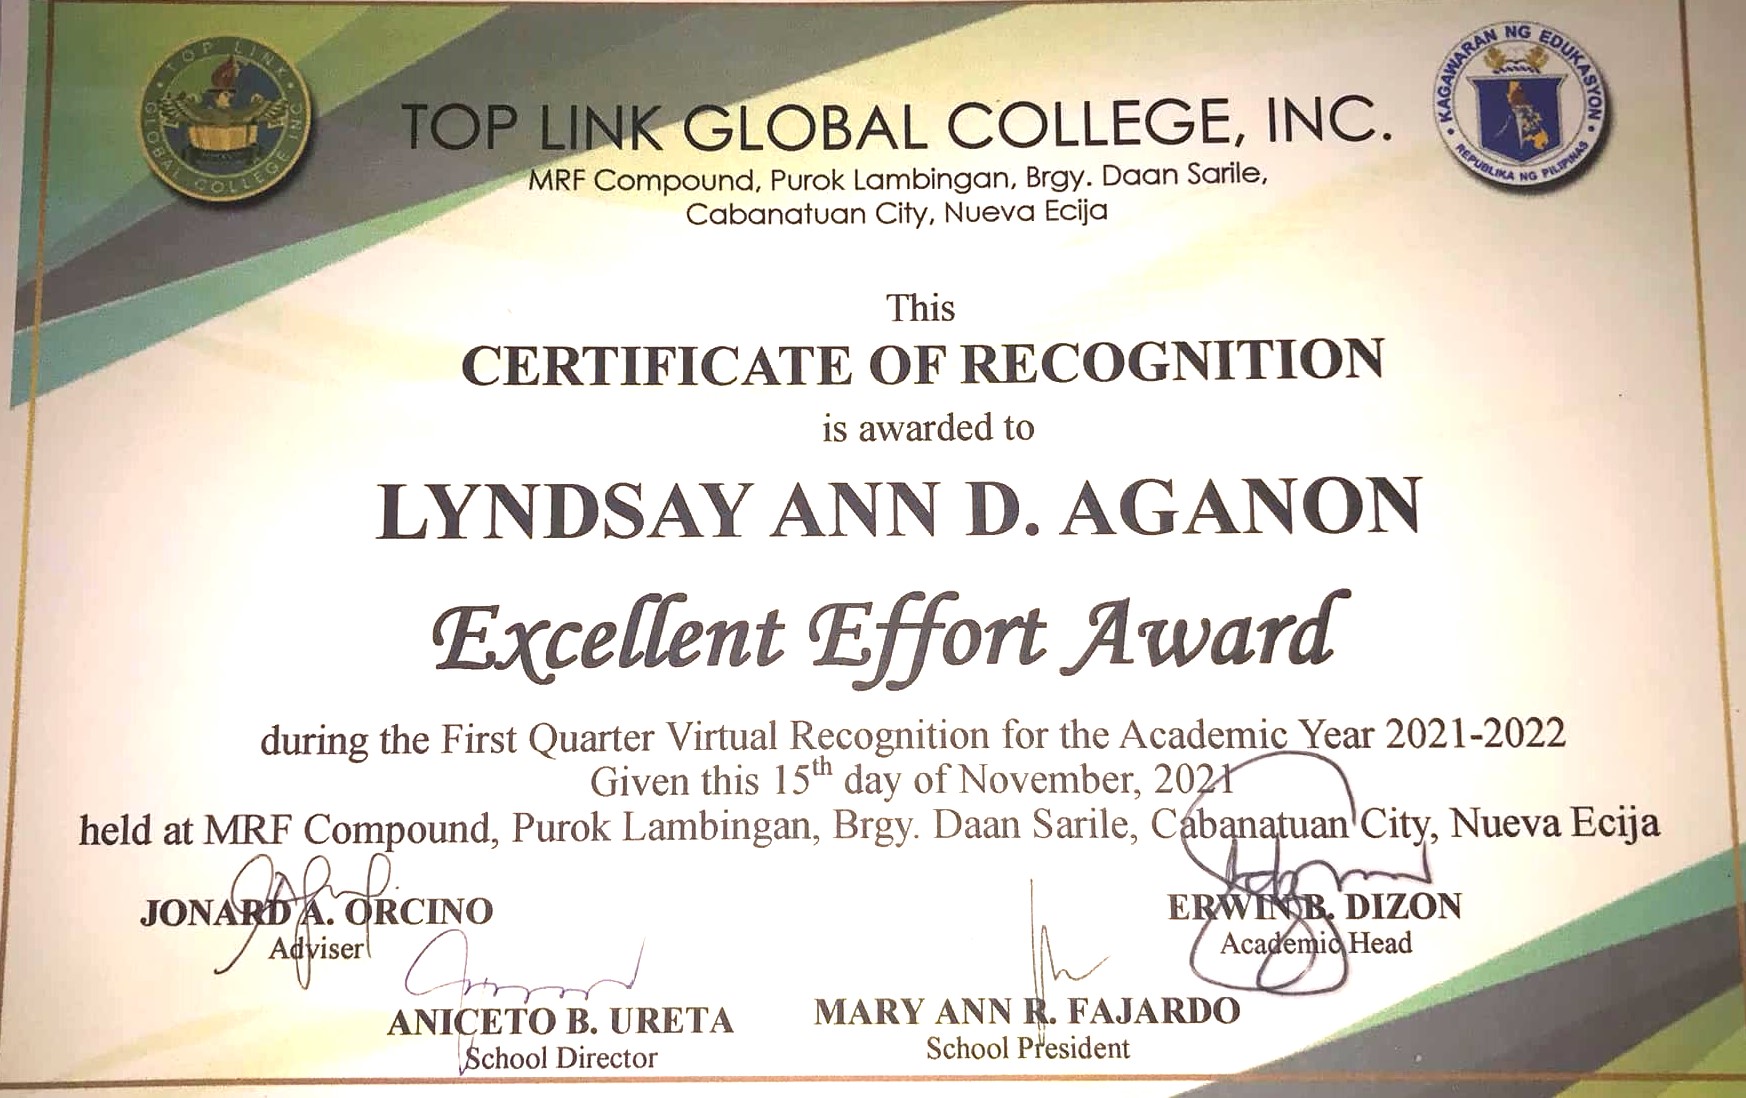 TOP LINK GLOBAL COLLEGE INC
KAGAWARAN NG EDUKASYON
REPUBLIKA NG PILIPINAS
TOP LINK GLOBAL COLLEGE, INC.
MRF Compound, Purok Lambingan, Brgy. Daan Sarile,
Cabanatuan City, Nueva Ecija
This
CERTIFICATE OF RECOGNITION
is awarded to
LYNDSAY ANN D. AGANON
Excellent Effort Award
during the First Quarter Virtual Recognition for the Academic Year 2021-2022
Given this 15th day of November, 2021
held at MRF Compound, Purok Lambingan, Brgy. Daan Sarile, Cabanatuan City, Nueva Ecija
JONARD A. ORCINO
Adviser
ERWIN B. DIZON
Academic Head
ANICETO B. URETA
School Director
MARY ANN R. FAJARDO
School President